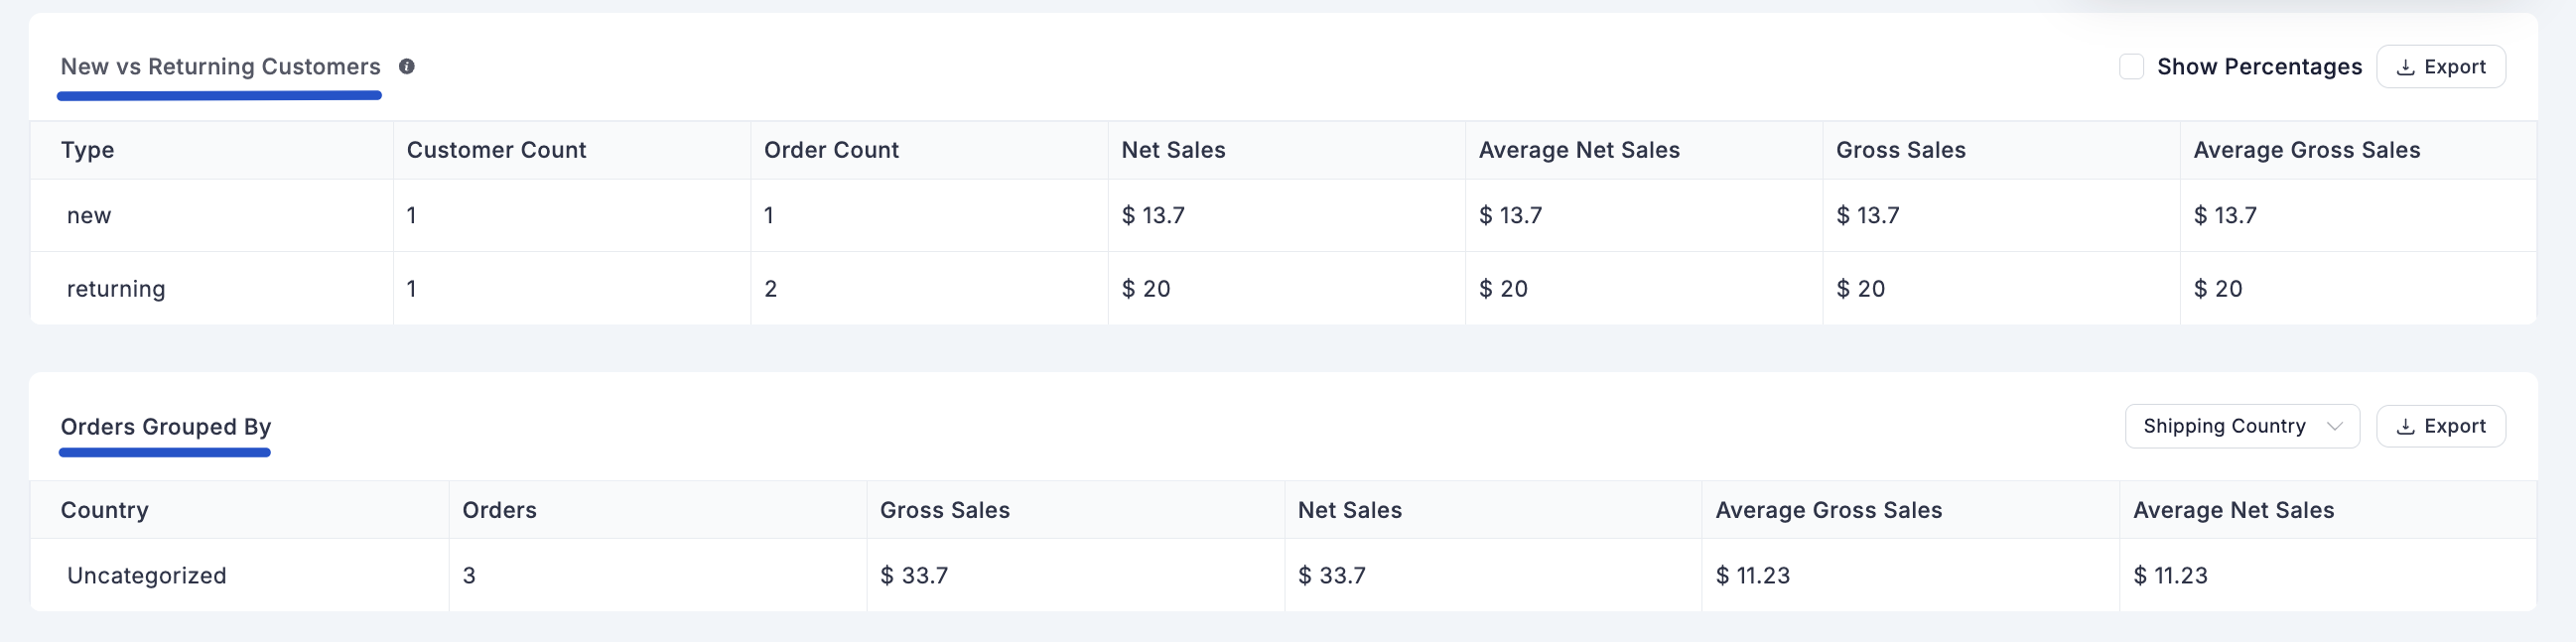 New vs Returning Customers
Show Percentages
Export
Type Customer Count Order Count Net Sales Average Net Sales Gross Sales Average Gross Sales
new 1 1 $ 13.7 $ 13.7 $ 13.7 $ 13.7
returning 1 2 $ 20 $ 20 $ 20 $ 20
Orders Grouped By
Shipping Country
Export
Country Orders Gross Sales Net Sales Average Gross Sales Average Net Sales
Uncategorized 3 $ 33.7 $ 33.7 $ 11.23 $ 11.23